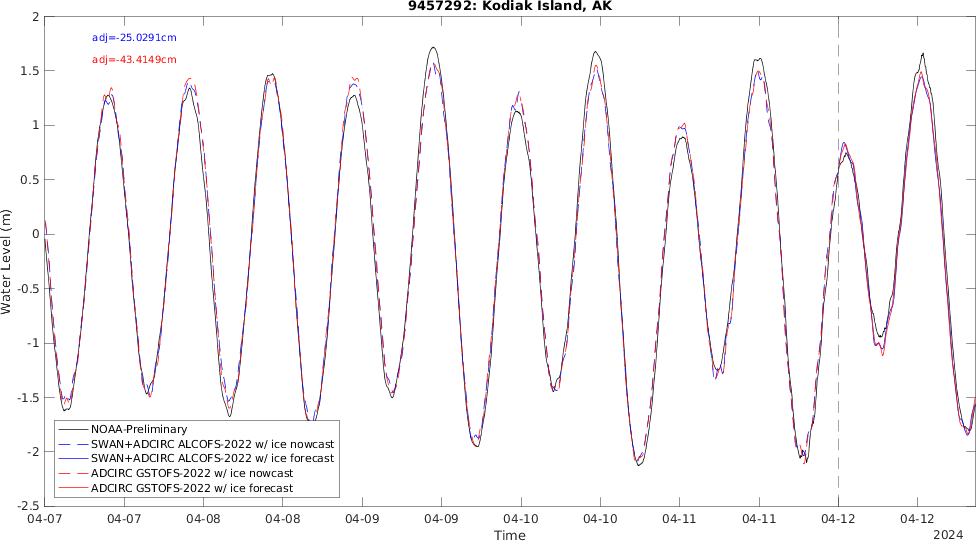 9457292: Kodiak Island, AK
adj=-25.0291cm
adj=-43.4149cm
2
1.5
1
0.5
0
-0.5
-1
-1.5
-2
-2.5
Water Level (m)
NOAA-Preliminary
SWAN+ADCIRC ALCOFS-2022 w/ ice nowcast
SWAN+ADCIRC ALCOFS-2022 w/ ice forecast
ADCIRC GSTOFS-2022 w/ ice nowcast
ADCIRC GSTOFS-2022 w/ ice forecast
04-07 04-07 04-08 04-08 04-09 04-09 04-10 04-10 04-11 04-11 04-12 04-12
Time
2024